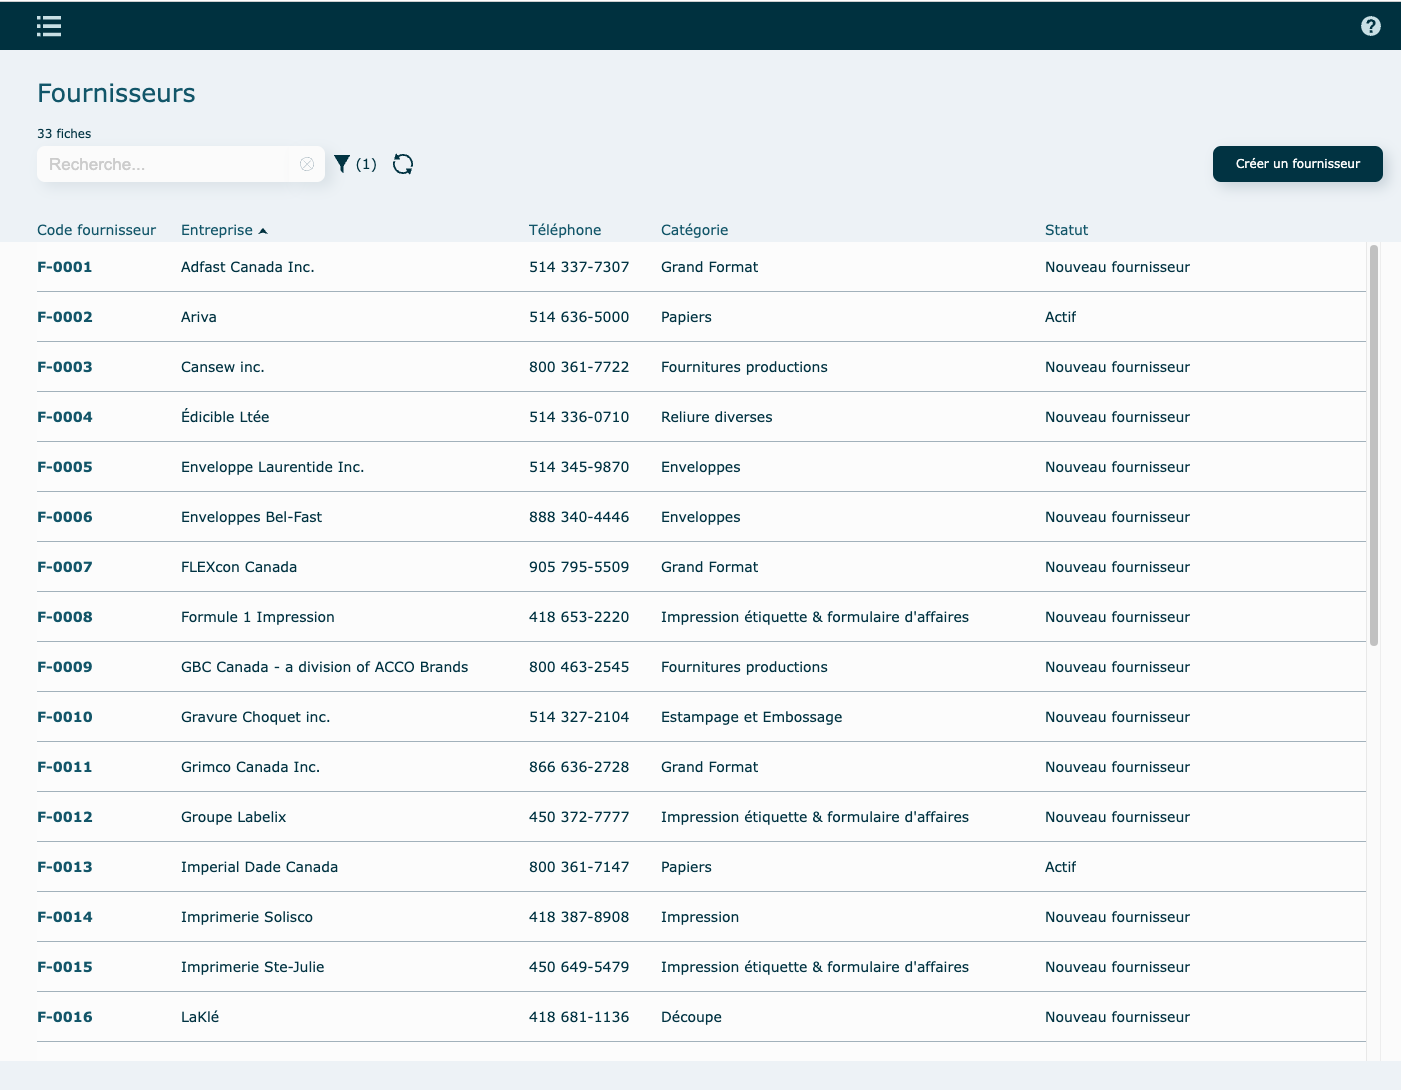 Fournisseurs
33 fiches
Recherche... (1) Créer un fournisseur
Code fournisseur Entreprise Téléphone Catégorie Statut
F-0001 Adfast Canada Inc. 514 337-7307 Grand Format Nouveau fournisseur
F-0002 Ariva 514 636-5000 Papiers Actif
F-0003 Cansew inc. 800 361-7722 Fournitures productions Nouveau fournisseur
F-0004 Édicible Ltée 514 336-0710 Reliure diverses Nouveau fournisseur
F-0005 Enveloppe Laurentide Inc. 514 345-9870 Enveloppes Nouveau fournisseur
F-0006 Enveloppes Bel-Fast 888 340-4446 Enveloppes Nouveau fournisseur
F-0007 FLEXcon Canada 905 795-5509 Grand Format Nouveau fournisseur
F-0008 Formule 1 Impression 418 653-2220 Impression étiquette & formulaire d'affaires Nouveau fournisseur
F-0009 GBC Canada - a division of ACCO Brands 800 463-2545 Fournitures productions Nouveau fournisseur
F-0010 Gravure Choquet inc. 514 327-2104 Estampage et Embossage Nouveau fournisseur
F-0011 Grimco Canada Inc. 866 636-2728 Grand Format Nouveau fournisseur
F-0012 Groupe Labelix 450 372-7777 Impression étiquette & formulaire d'affaires Nouveau fournisseur
F-0013 Imperial Dade Canada 800 361-7147 Papiers Actif
F-0014 Imprimerie Solisco 418 387-8908 Impression Nouveau fournisseur
F-0015 Imprimerie Ste-Julie 450 649-5479 Impression étiquette & formulaire d'affaires Nouveau fournisseur
F-0016 LaKlé 418 681-1136 Découpe Nouveau fournisseur